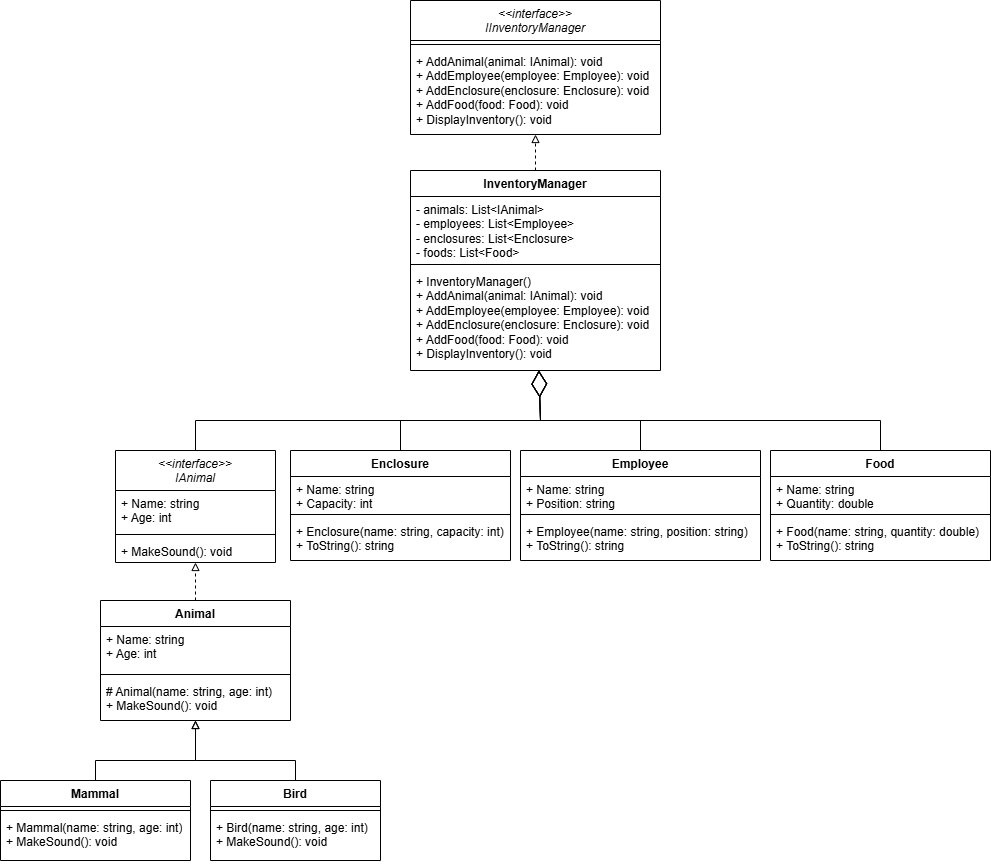 <<interface>>
IInventoryManager
+ AddAnimal(animal: IAnimal): void
+ AddEmployee(employee: Employee): void
+ AddEnclosure(enclosure: Enclosure): void
+ AddFood(food: Food): void
+ DisplayInventory(): void
InventoryManager
- animals: List<IAnimal>
- employees: List<Employee>
- enclosures: List<Enclosure>
- foods: List<Food>
+ InventoryManager()
+ AddAnimal(animal: IAnimal): void
+ AddEmployee(employee: Employee): void
+ AddEnclosure(enclosure: Enclosure): void
+ AddFood(food: Food): void
+ DisplayInventory(): void
<<interface>>
IAnimal
+ Name: string
+ Age: int
+ MakeSound(): void
Enclosure
+ Name: string
+ Capacity: int
+ Enclosure(name: string, capacity: int)
+ ToString(): string
Employee
+ Name: string
+ Position: string
+ Employee(name: string, position: string)
+ ToString(): string
Food
+ Name: string
+ Quantity: double
+ Food(name: string, quantity: double)
+ ToString(): string
Animal
+ Name: string
+ Age: int
# Animal(name: string, age: int)
+ MakeSound(): void
Mammal
+ Mammal(name: string, age: int)
+ MakeSound(): void
Bird
+ Bird(name: string, age: int)
+ MakeSound(): void